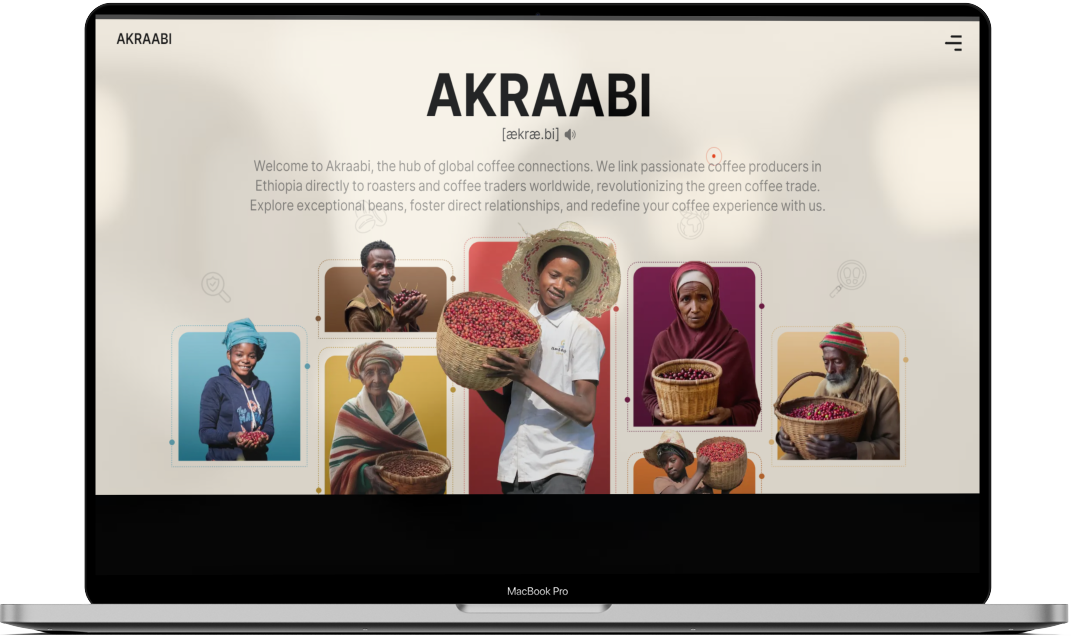 AKRAABI
AKRAABI
[ækræ.bi]
Welcome to Akraabi, the hub of global coffee connections. We link passionate coffee producers in
Ethiopia directly to roasters and coffee traders worldwide, revolutionizing the green coffee trade.
Explore exceptional beans, foster direct relationships, and redefine your coffee experience with us.
MacBook Pro